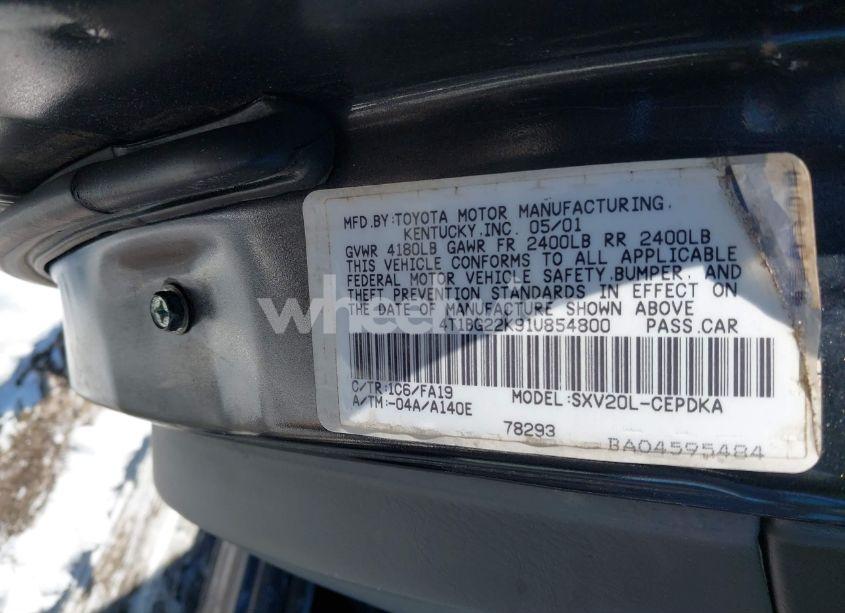 MFD.BY:TOYOTA MOTOR MANUFACTURING,
KENTUCKY,INC. 05/01
GVWR 4180LB GAWR FR 2400LB RR 2400LB
THIS VEHICLE CONFORMS TO ALL APPLICABLE
FEDERAL MOTOR VEHICLE SAFETY,BUMPER, AND
THEFT PREVENTION STANDARDS IN EFFECT ON
THE DATE OF MANUFACTURE SHOWN ABOVE
4T1BG22K91U854800 PASS.CAR
C/TR:1C6/FA19 MODEL:SXV20L-CEPDKA
A/TM:-04A/A140E
78293
BA04595484